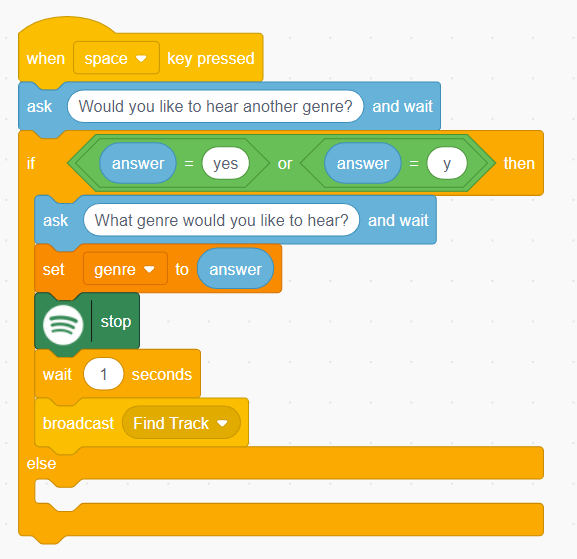 when space key pressed
ask Would you like to hear another genre? and wait
if answer = yes or answer = y then
ask What genre would you like to hear? and wait
set genre to answer
stop
wait 1 seconds
broadcast Find Track
else